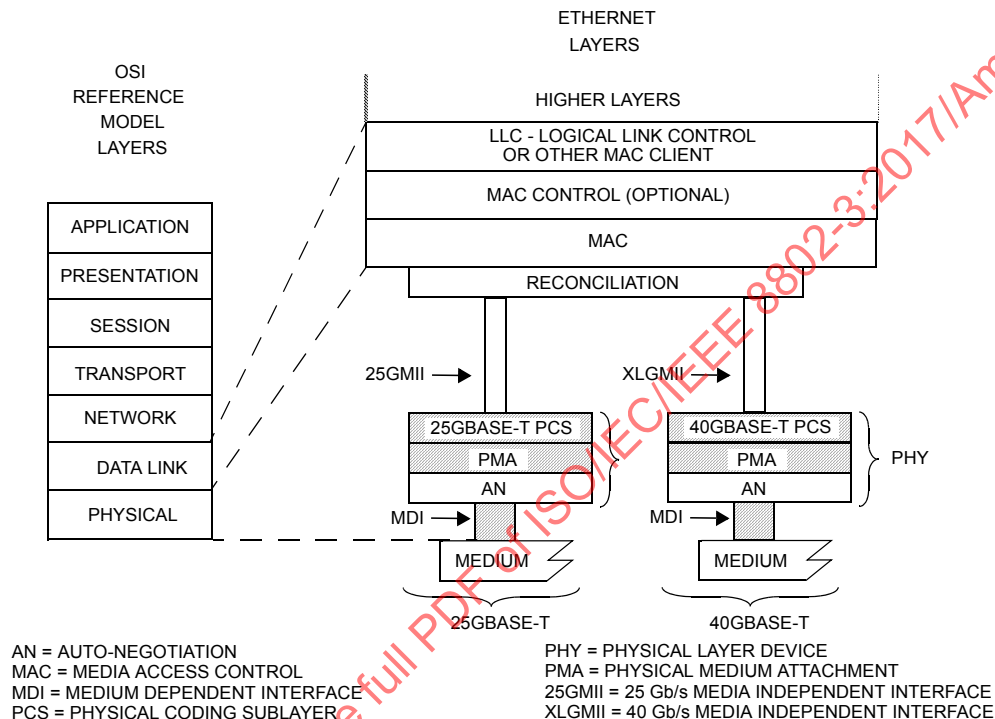 ETHERNET
LAYERS
OSI
REFERENCE
MODEL
LAYERS
HIGHER LAYERS
LLC - LOGICAL LINK CONTROL
OR OTHER MAC CLIENT
MAC CONTROL (OPTIONAL)
MAC
RECONCILIATION
APPLICATION
PRESENTATION
SESSION
TRANSPORT
NETWORK
DATA LINK
PHYSICAL
25GMII
XLGMII
25GBASE-T PCS
PMA
AN
40GBASE-T PCS
PMA
AN
PHY
MDI
MDI
MEDIUM
MEDIUM
25GBASE-T
40GBASE-T
AN = AUTO-NEGOTIATION
MAC = MEDIA ACCESS CONTROL
MDI = MEDIUM DEPENDENT INTERFACE
PCS = PHYSICAL CODING SUBLAYER
PHY = PHYSICAL LAYER DEVICE
PMA = PHYSICAL MEDIUM ATTACHMENT
25GMII = 25 Gb/s MEDIA INDEPENDENT INTERFACE
XLGMII = 40 Gb/s MEDIA INDEPENDENT INTERFACE
full PDF of ISO/IEC/IEEE 8802-3:2017/Am